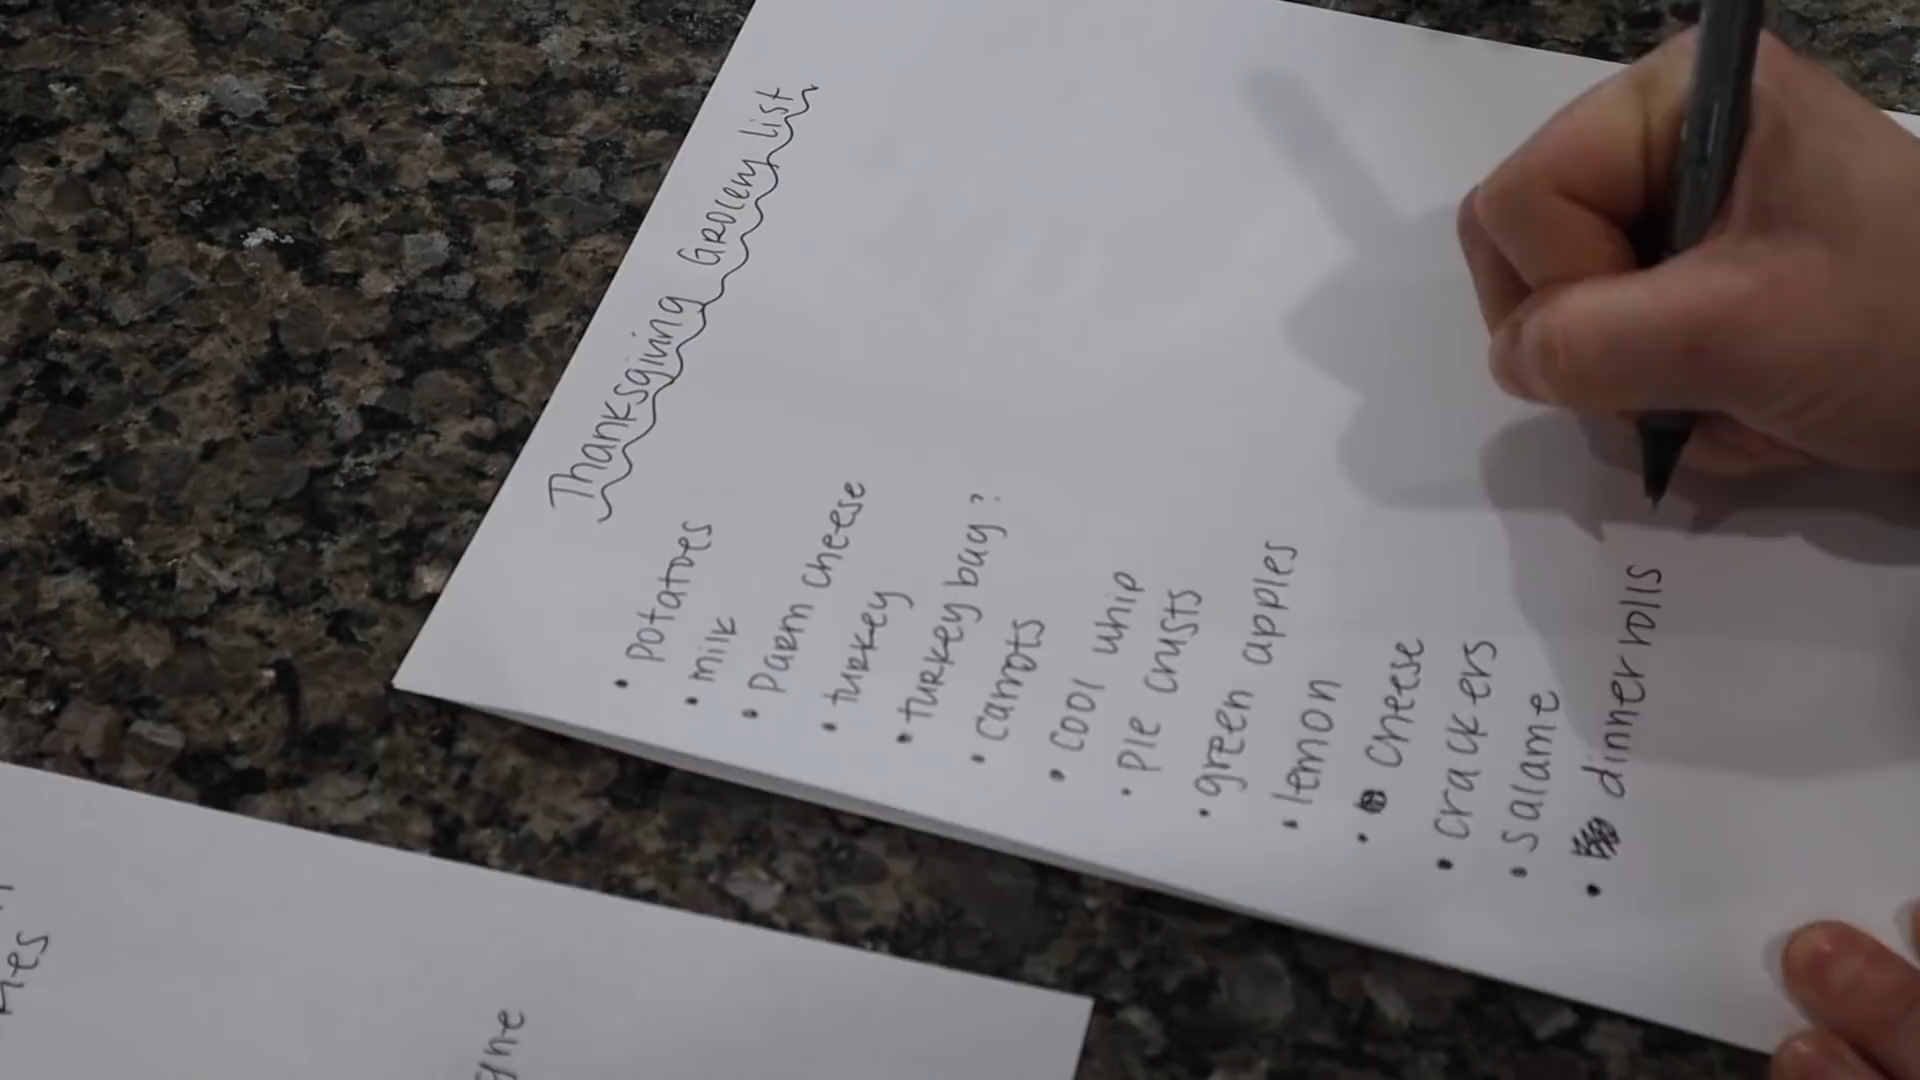 Thanksgiving Grocery List
• potatoes
• milk
• parm cheese
• turkey
• turkey bag?
• carrots
• cool whip
• pie crusts
• green apples
• lemon
• cheese
• crackers
• salame
• dinner rolls